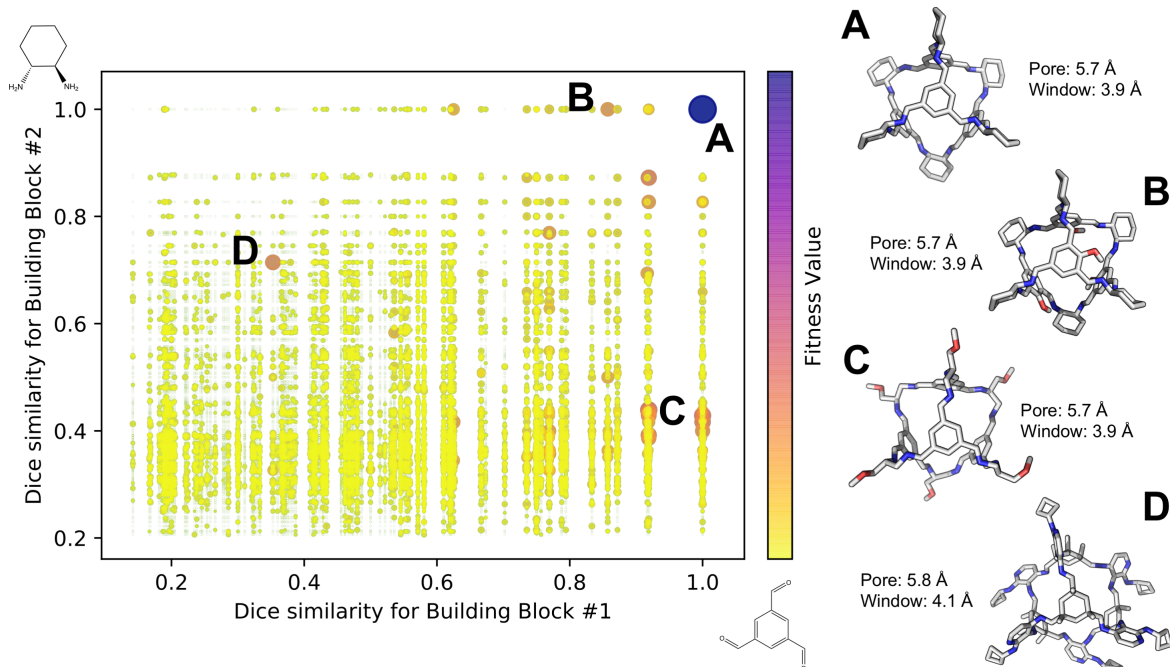 H₂N
NH₂
Dice similarity for Building Block #2
1.0
0.8
0.6
0.4
0.2
0.2
0.4
0.6
0.8
1.0
Dice similarity for Building Block #1
B
A
D
C
Fitness Value
O
O
O
A
Pore: 5.7 Å
Window: 3.9 Å
B
Pore: 5.7 Å
Window: 3.9 Å
C
Pore: 5.7 Å
Window: 3.9 Å
D
Pore: 5.8 Å
Window: 4.1 Å